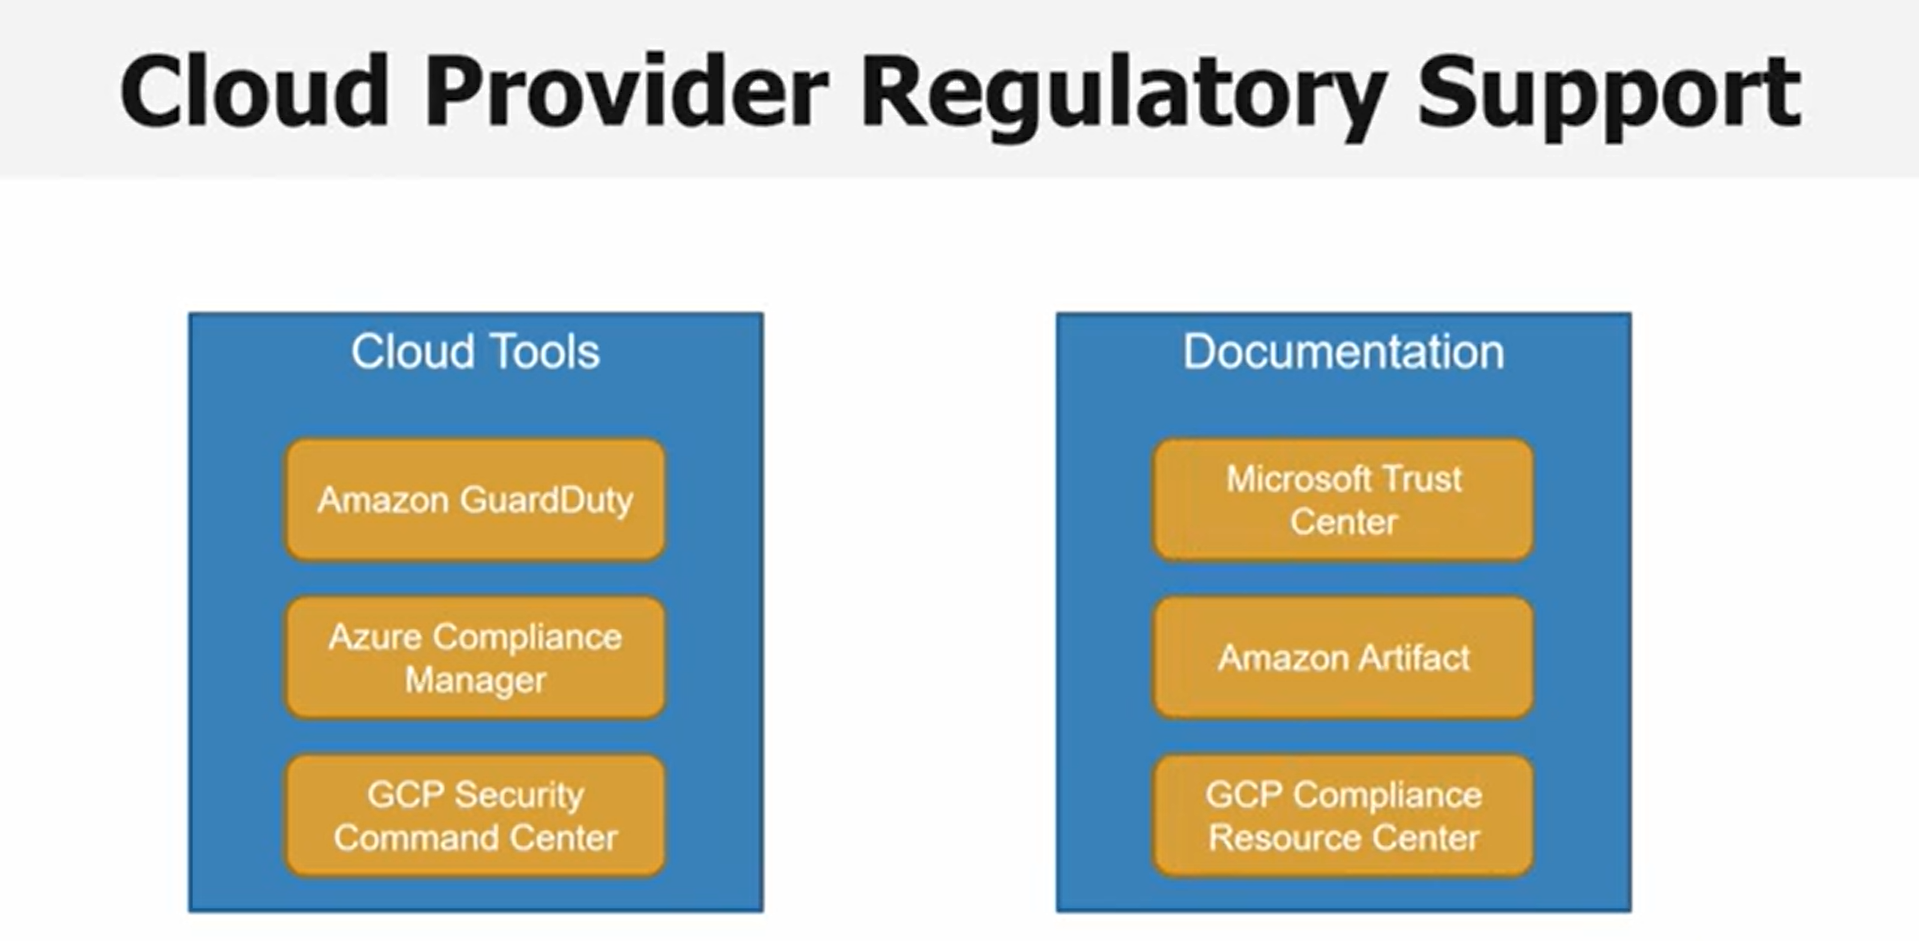 Cloud Provider Regulatory Support
Cloud Tools
Amazon GuardDuty
Azure Compliance
Manager
GCP Security
Command Center
Documentation
Microsoft Trust
Center
Amazon Artifact
GCP Compliance
Resource Center